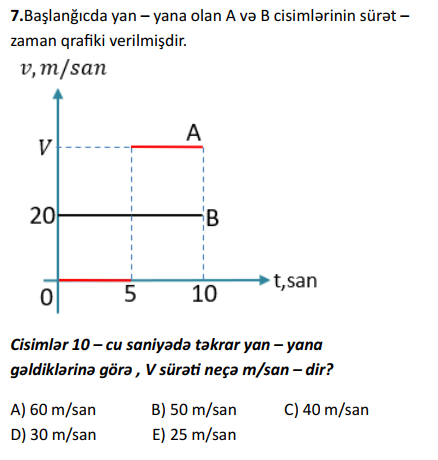 7.Başlanğıcda yan – yana olan A və B cisimlərinin sürət –
zaman qrafiki verilmişdir.
v,m/san
A
V
20
B
t,san
0
5
10
Cisimlər 10 – cu saniyədə təkrar yan – yana
gəldiklərinə görə , V sürəti neçə m/san – dir?
A) 60 m/san B) 50 m/san C) 40 m/san
D) 30 m/san E) 25 m/san